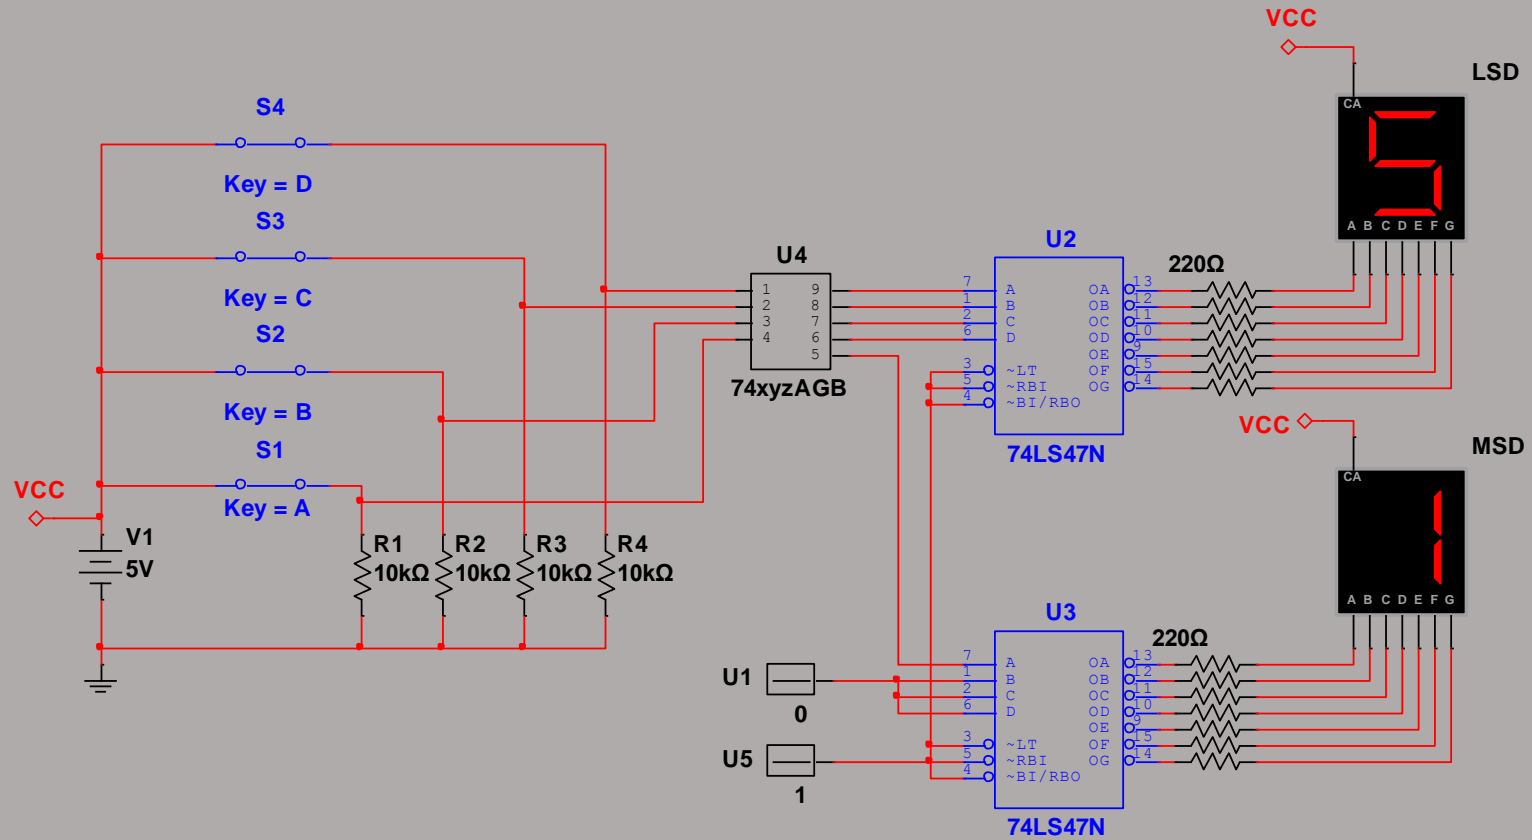 VCC
LSD
CA
A B C D E F G
S4
Key = D
S3
Key = C
S2
Key = B
S1
Key = A
VCC
V1
5V
R1
10kΩ
R2
10kΩ
R3
10kΩ
R4
10kΩ
U4
1 9
2 8
3 7
4 6
5
74xyzAGB
U2
7 A OA 13
1 B OB 12
2 C OC 11
6 D OD 10
OE 9
3 ~LT OF 15
5 ~RBI OG 14
4 ~BI/RBO
74LS47N
220Ω
VCC
MSD
CA
A B C D E F G
U3
7 A OA 13
1 B OB 12
2 C OC 11
6 D OD 10
OE 9
3 ~LT OF 15
5 ~RBI OG 14
4 ~BI/RBO
74LS47N
220Ω
U1
0
U5
1
5
1